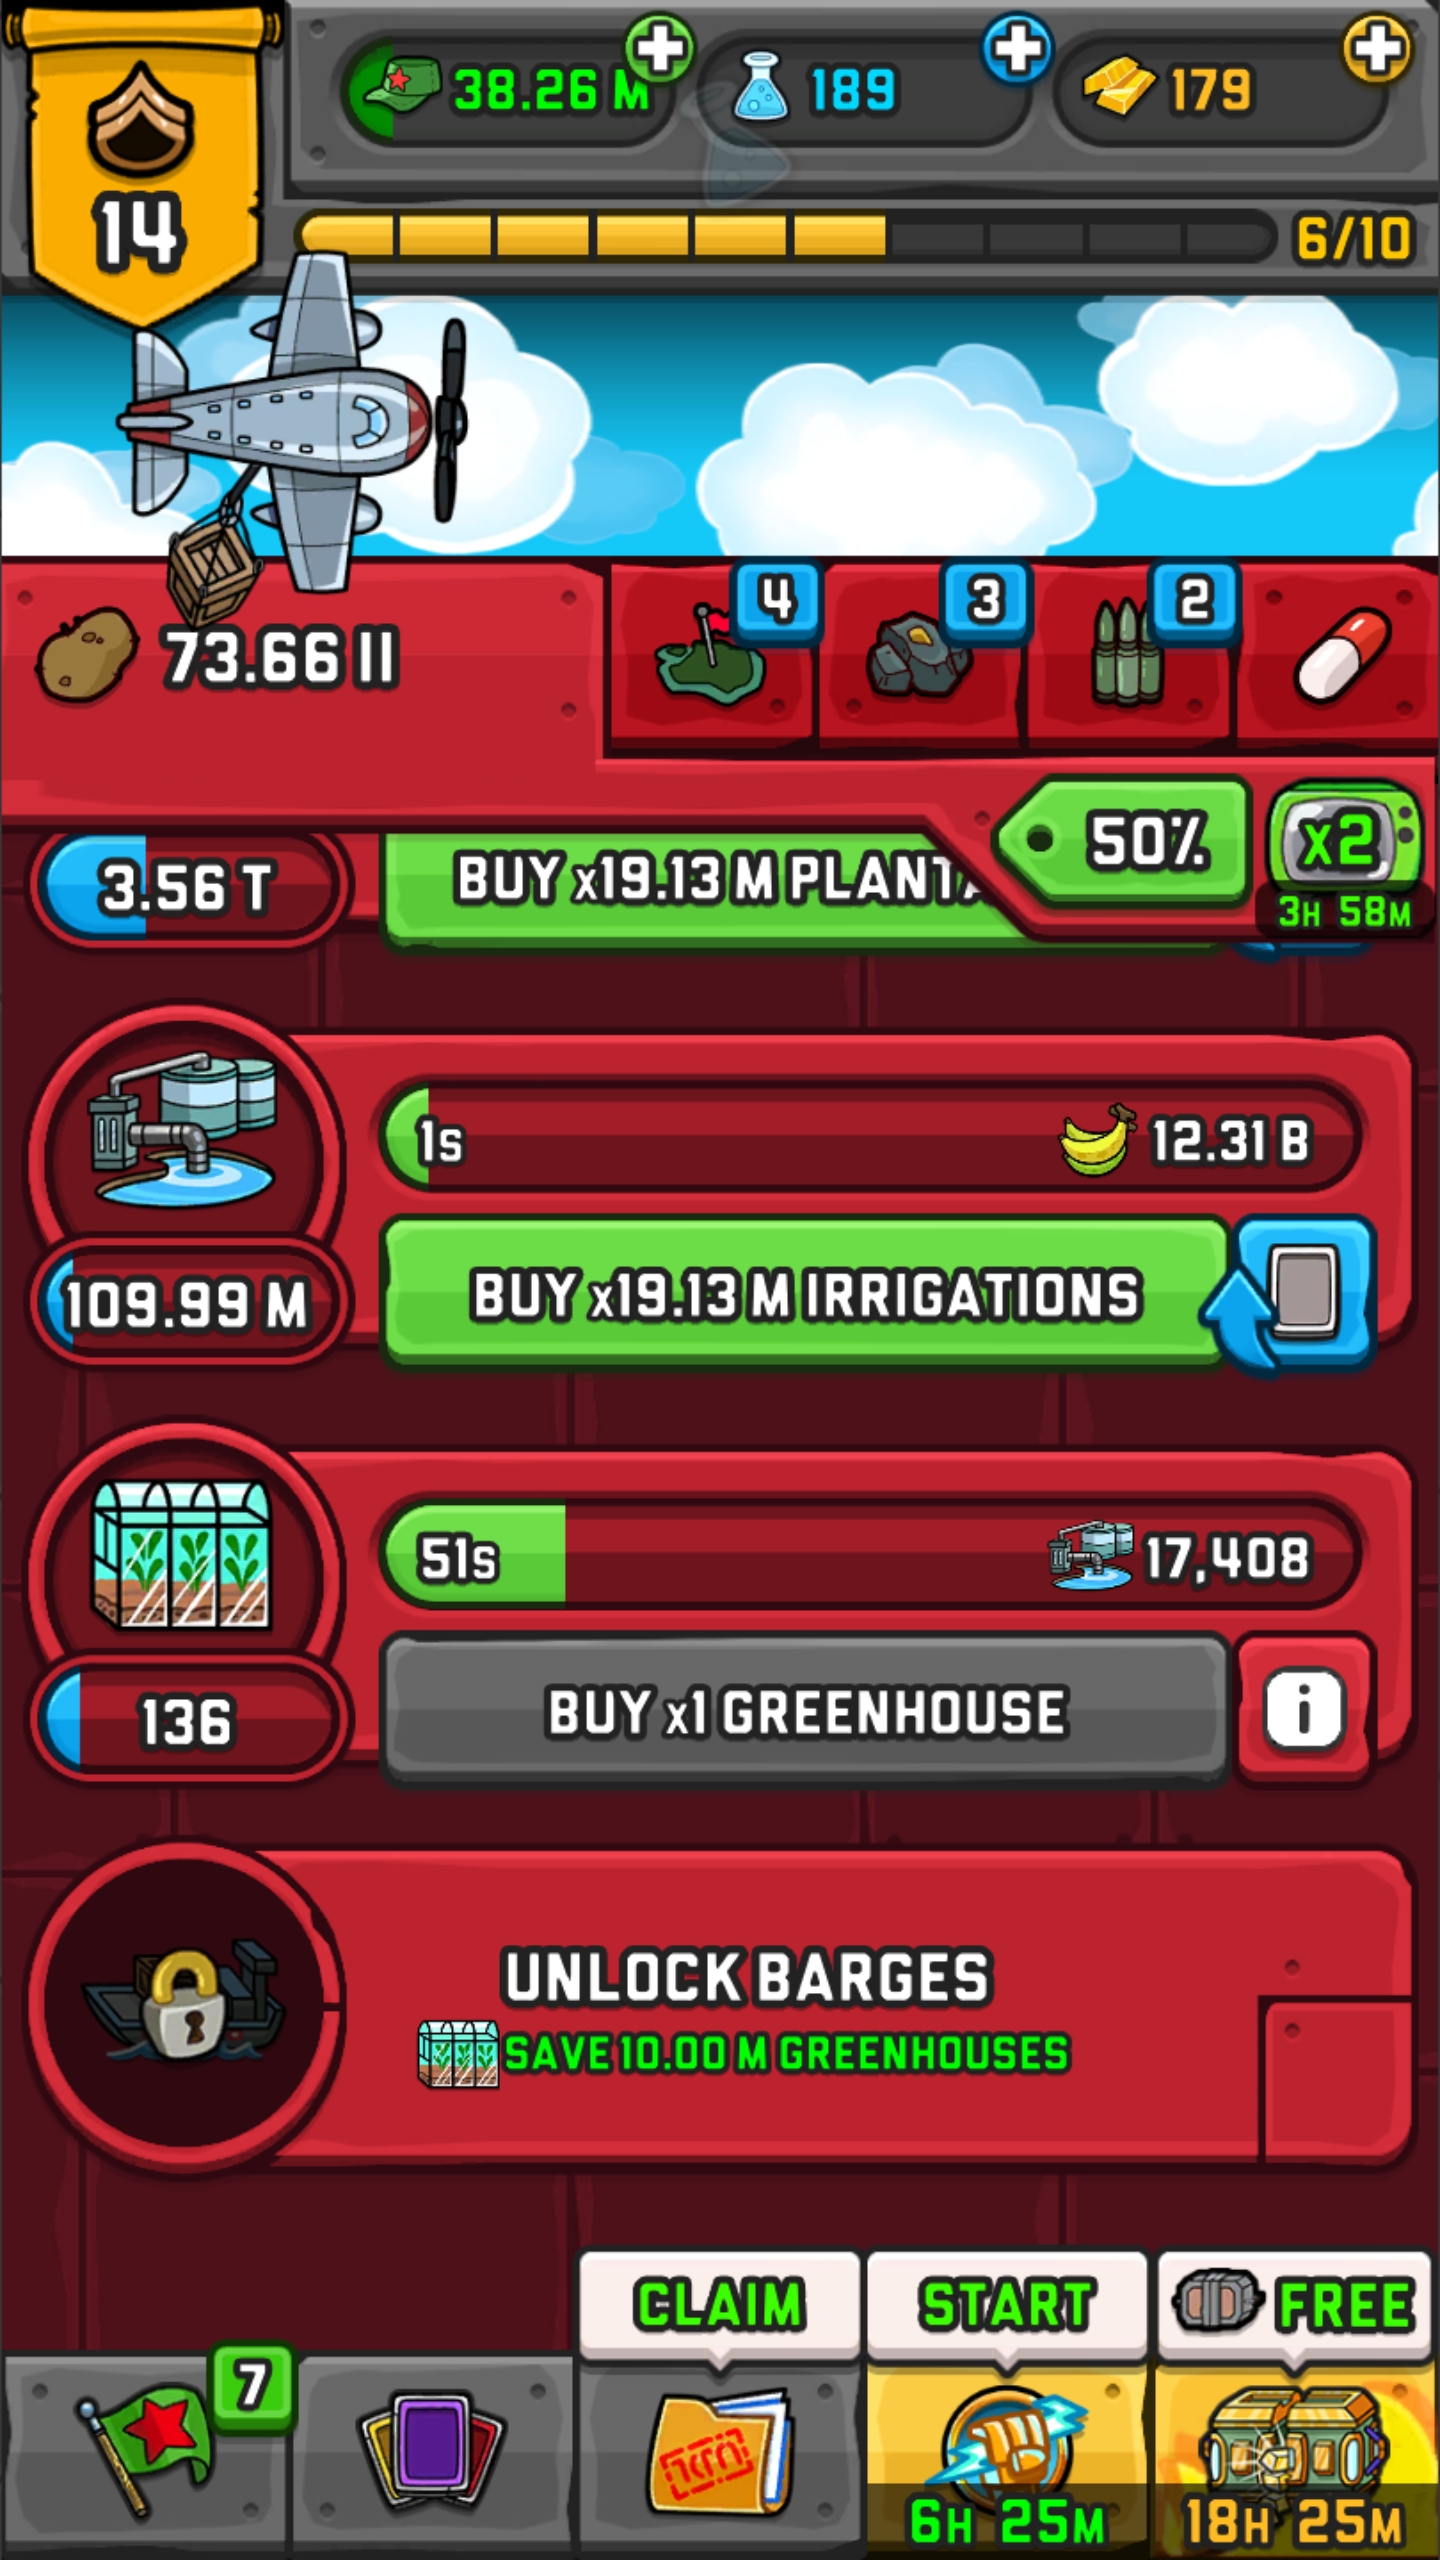 38.26 M
189
179
14
6/10
73.66 II
4
3
2
50%
x2
3H 58M
3.56 T
BUY x19.13 M PLANTA
1s
12.31 B
109.99 M
BUY x19.13 M IRRIGATIONS
51s
17,408
136
BUY x1 GREENHOUSE
i
UNLOCK BARGES
SAVE 10.00 M GREENHOUSES
CLAIM
START
FREE
7
6H 25M
18H 25M